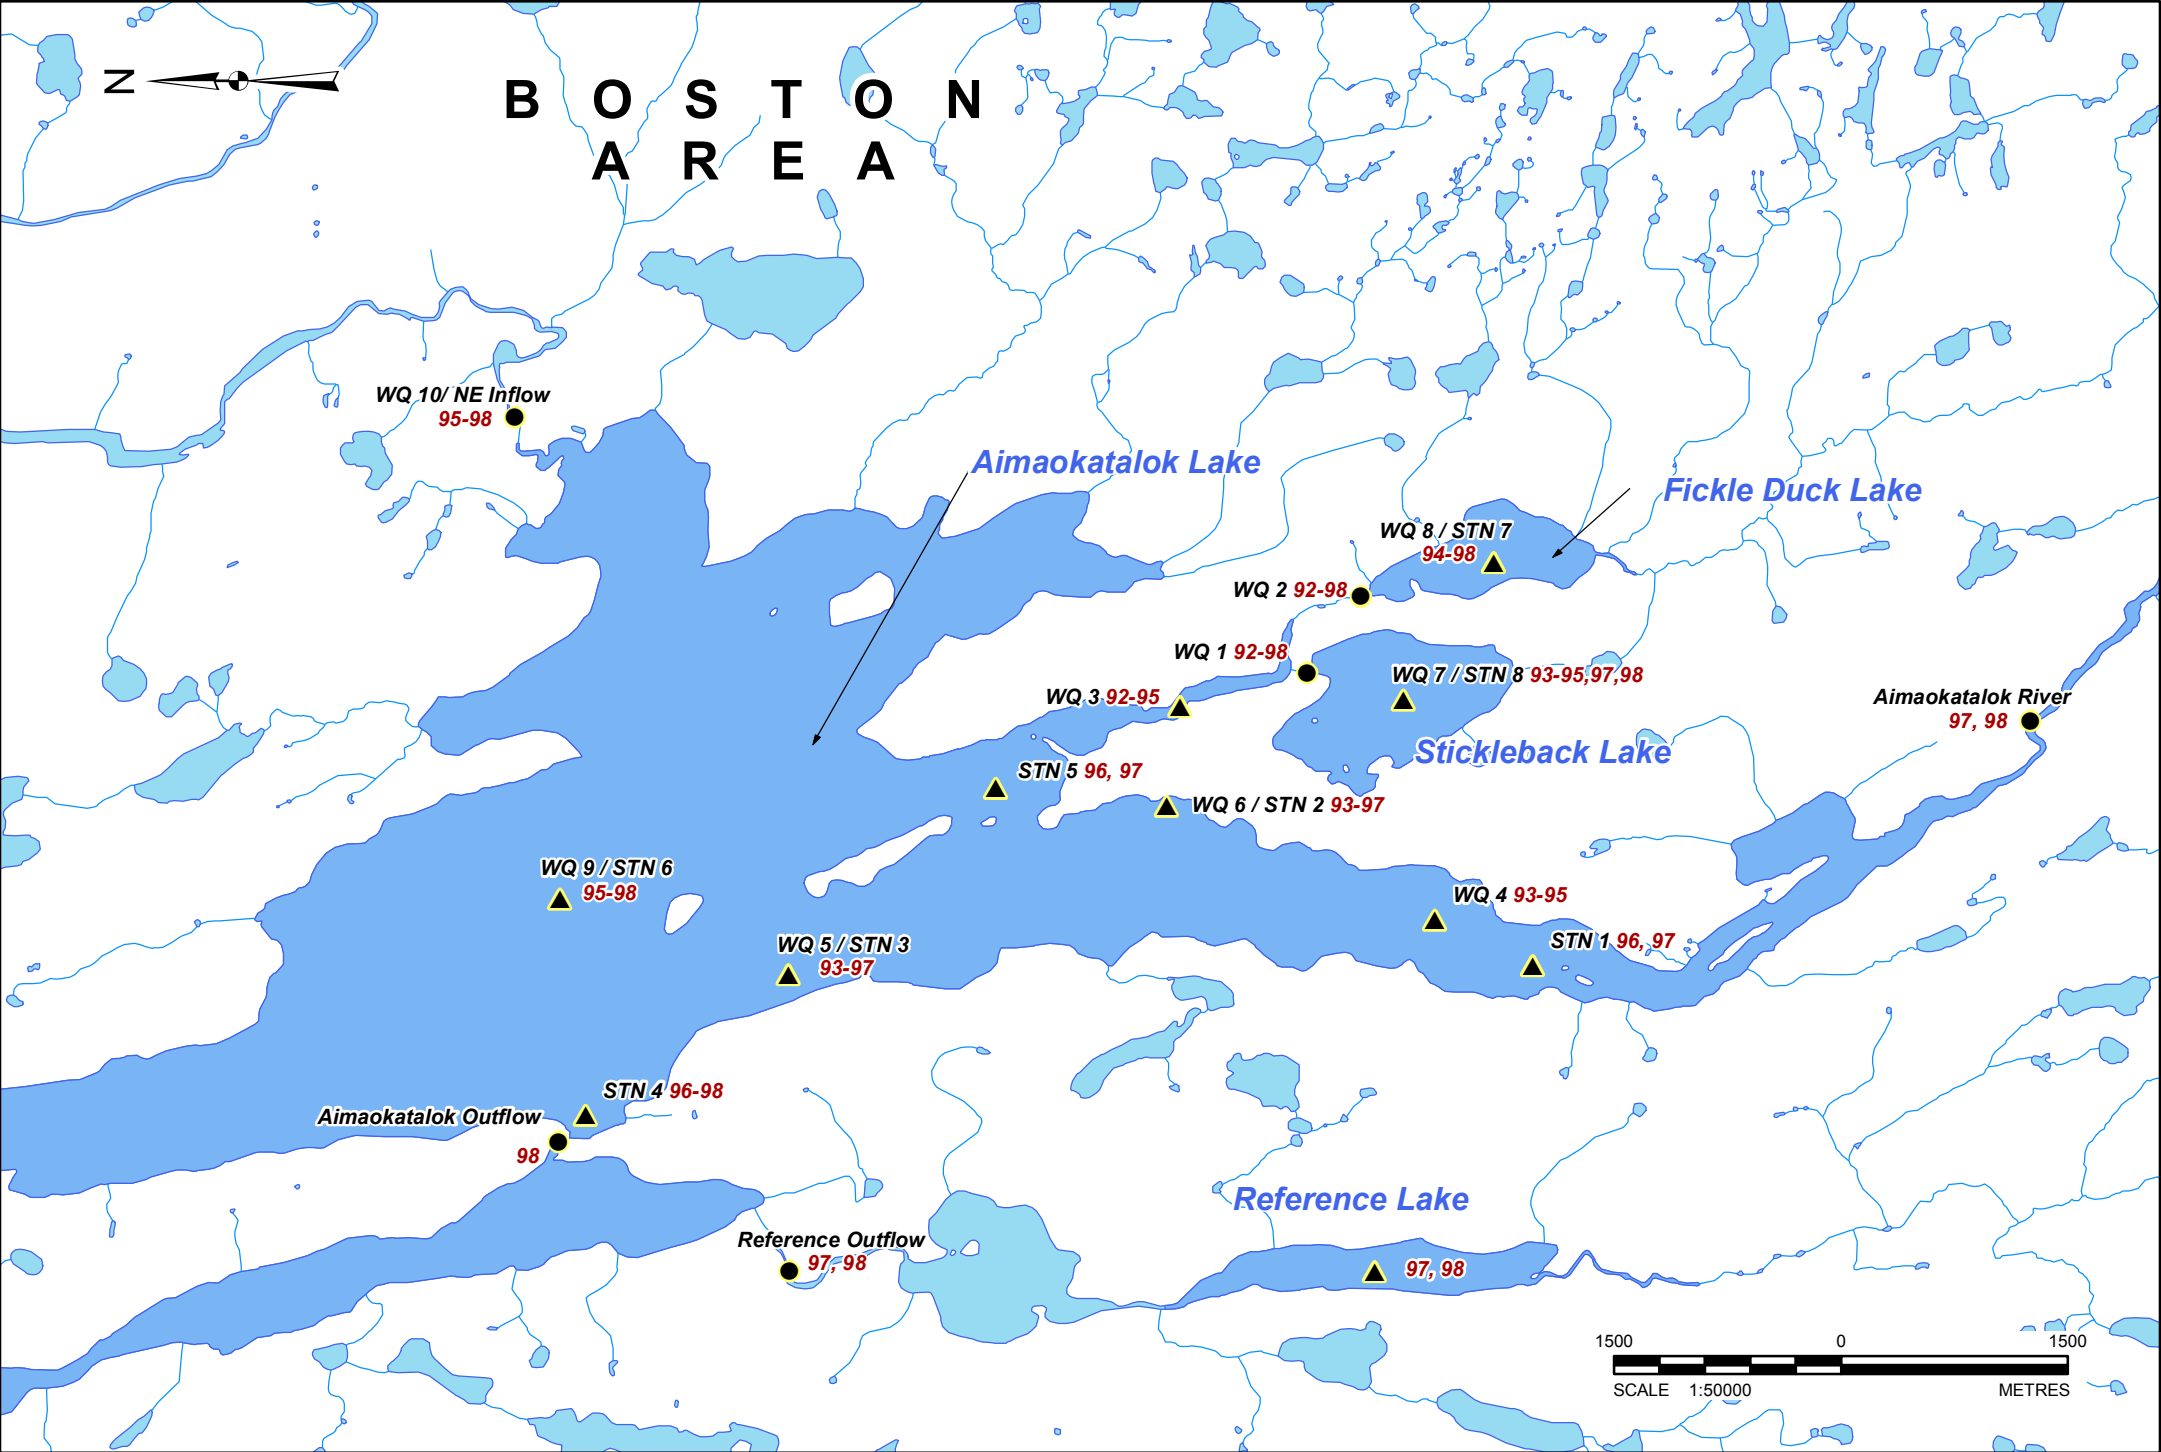 N
BOSTON
AREA
WQ 10/ NE Inflow
95-98
Aimaokatalok Lake
Fickle Duck Lake
WQ 8 / STN 7
94-98
WQ 2 92-98
WQ 1 92-98
WQ 7 / STN 8 93-95,97,98
WQ 3 92-95
Aimaokatalok River
97, 98
Stickleback Lake
STN 5 96, 97
WQ 6 / STN 2 93-97
WQ 9 / STN 6
95-98
WQ 4 93-95
WQ 5 / STN 3
93-97
STN 1 96, 97
STN 4 96-98
Aimaokatalok Outflow
98
Reference Lake
Reference Outflow
97, 98
97, 98
1500 0 1500
SCALE 1:50000 METRES